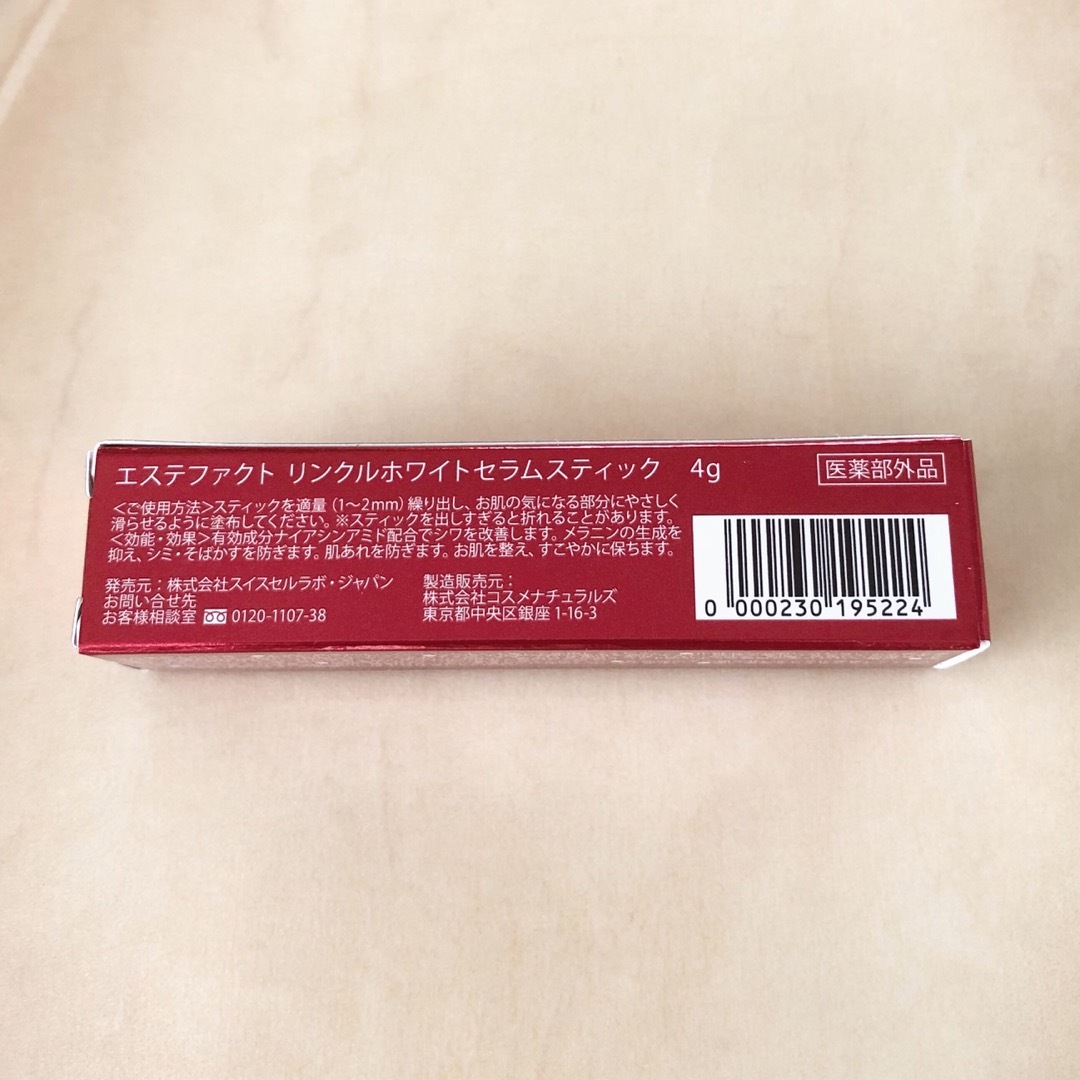 エステファクト リンクルホワイトセラムスティック 4g
医薬部外品
＜ご使用方法＞スティックを適量（1〜2mm）繰り出し、お肌の気になる部分にやさしく
滑らせるように塗布してください。※スティックを出しすぎると折れることがあります。
＜効能・効果＞有効成分ナイアシンアミド配合でシワを改善します。メラニンの生成を
抑え、シミ・そばかすを防ぎます。肌あれを防ぎます。お肌を整え、すこやかに保ちます。
発売元：株式会社スイスセルラボ・ジャパン
お問い合せ先
お客様相談室 0120-1107-38
製造販売元：
株式会社コスメナチュラルズ
東京都中央区銀座 1-16-3
0 000230 195224